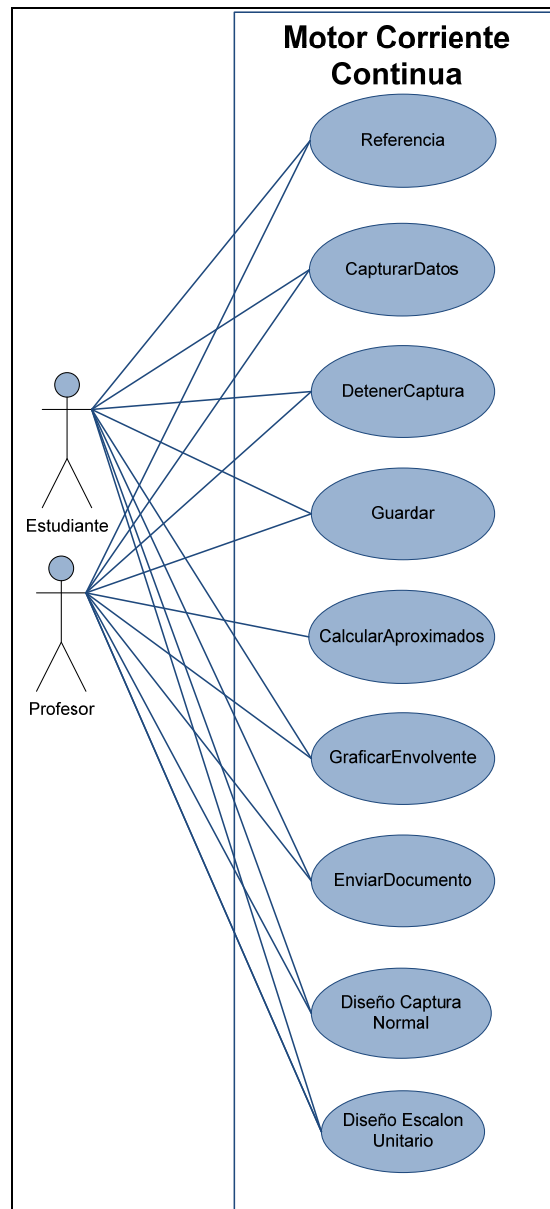 Motor Corriente
Continua
Referencia
CapturarDatos
DetenerCaptura
Estudiante
Guardar
Profesor
CalcularAproximados
GraficarEnvolvente
EnviarDocumento
Diseño Captura
Normal
Diseño Escalon
Unitario